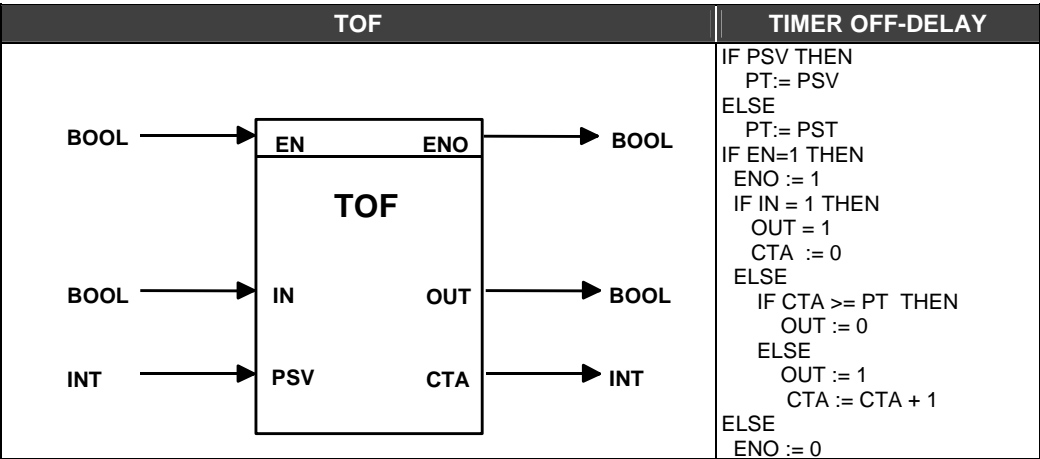 TOF TIMER OFF-DELAY
BOOL EN ENO BOOL
TOF
BOOL IN OUT BOOL
INT PSV CTA INT
IF PSV THEN
PT:= PSV
ELSE
PT:= PST
IF EN=1 THEN
ENO := 1
IF IN = 1 THEN
OUT = 1
CTA := 0
ELSE
IF CTA >= PT THEN
OUT := 0
ELSE
OUT := 1
CTA := CTA + 1
ELSE
ENO := 0